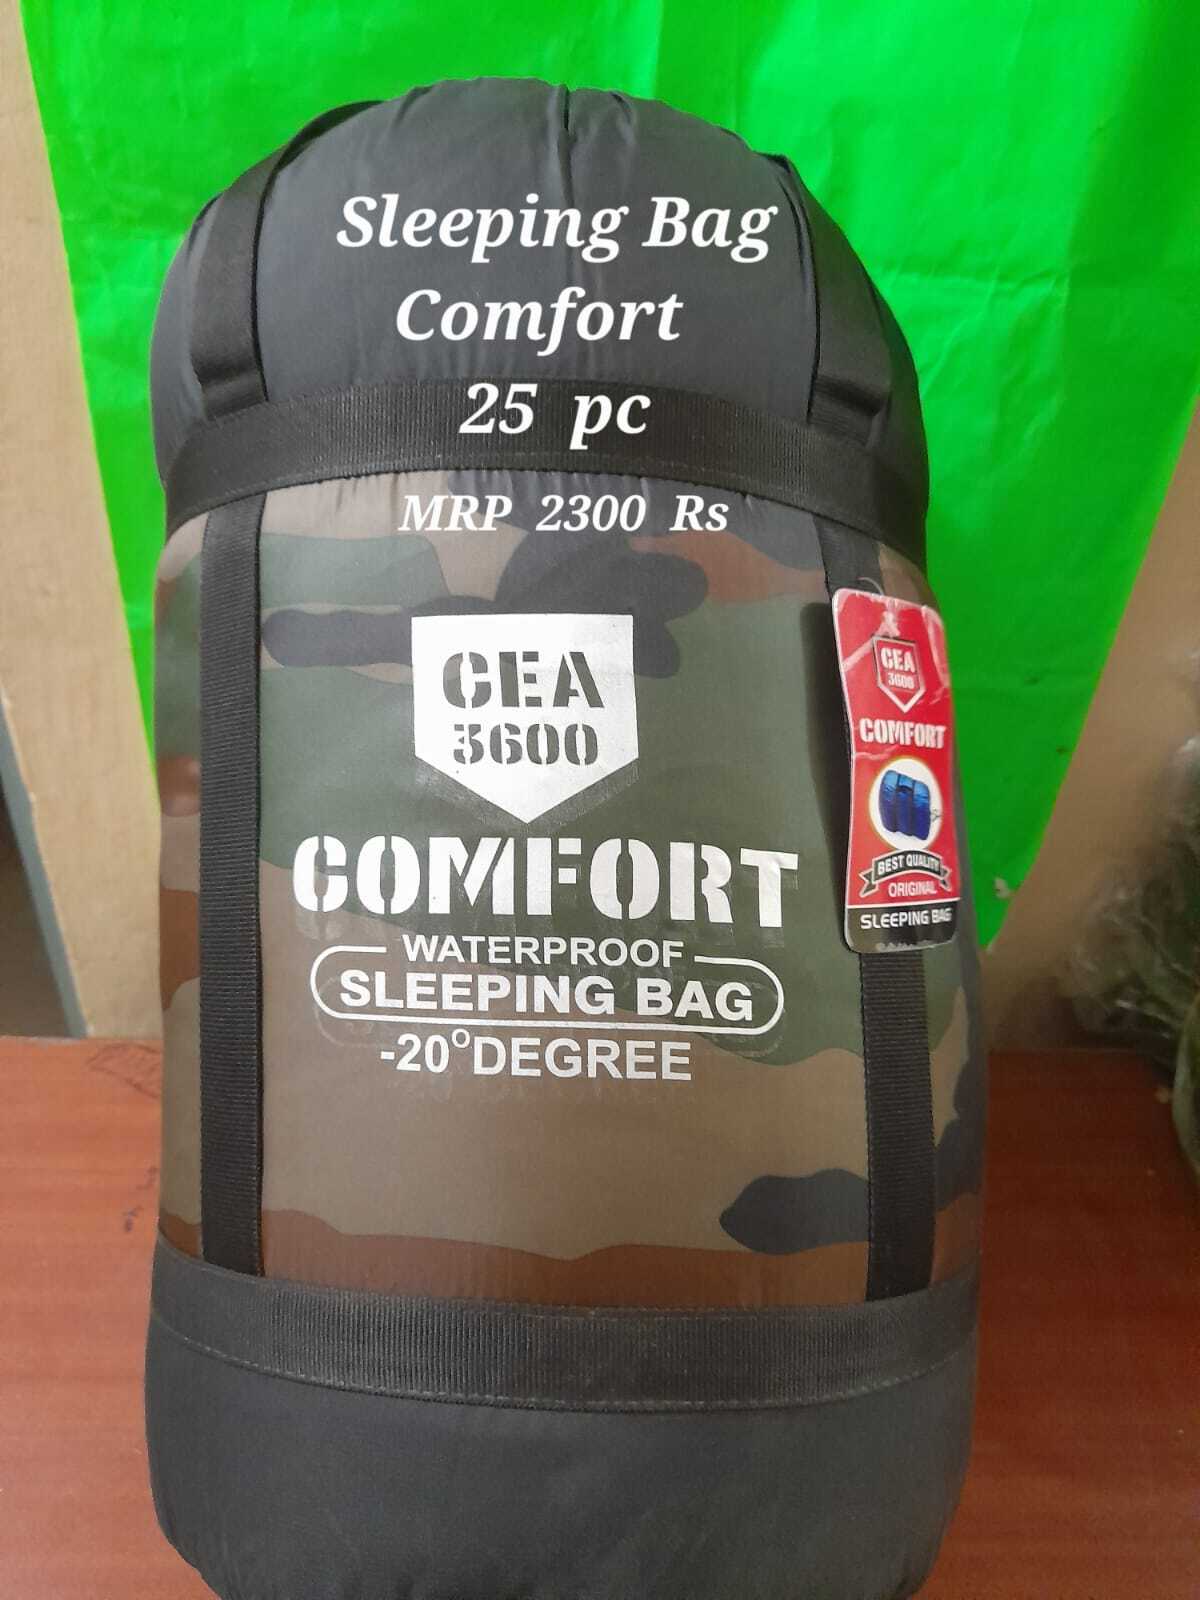 Sleeping Bag
Comfort
25 pc
MRP 2300 Rs
CEA
3600
COMFORT
WATERPROOF
SLEEPING BAG
-20°DEGREE
CEA
3600
COMFORT
BEST QUALITY
ORIGINAL
SLEEPING BAG